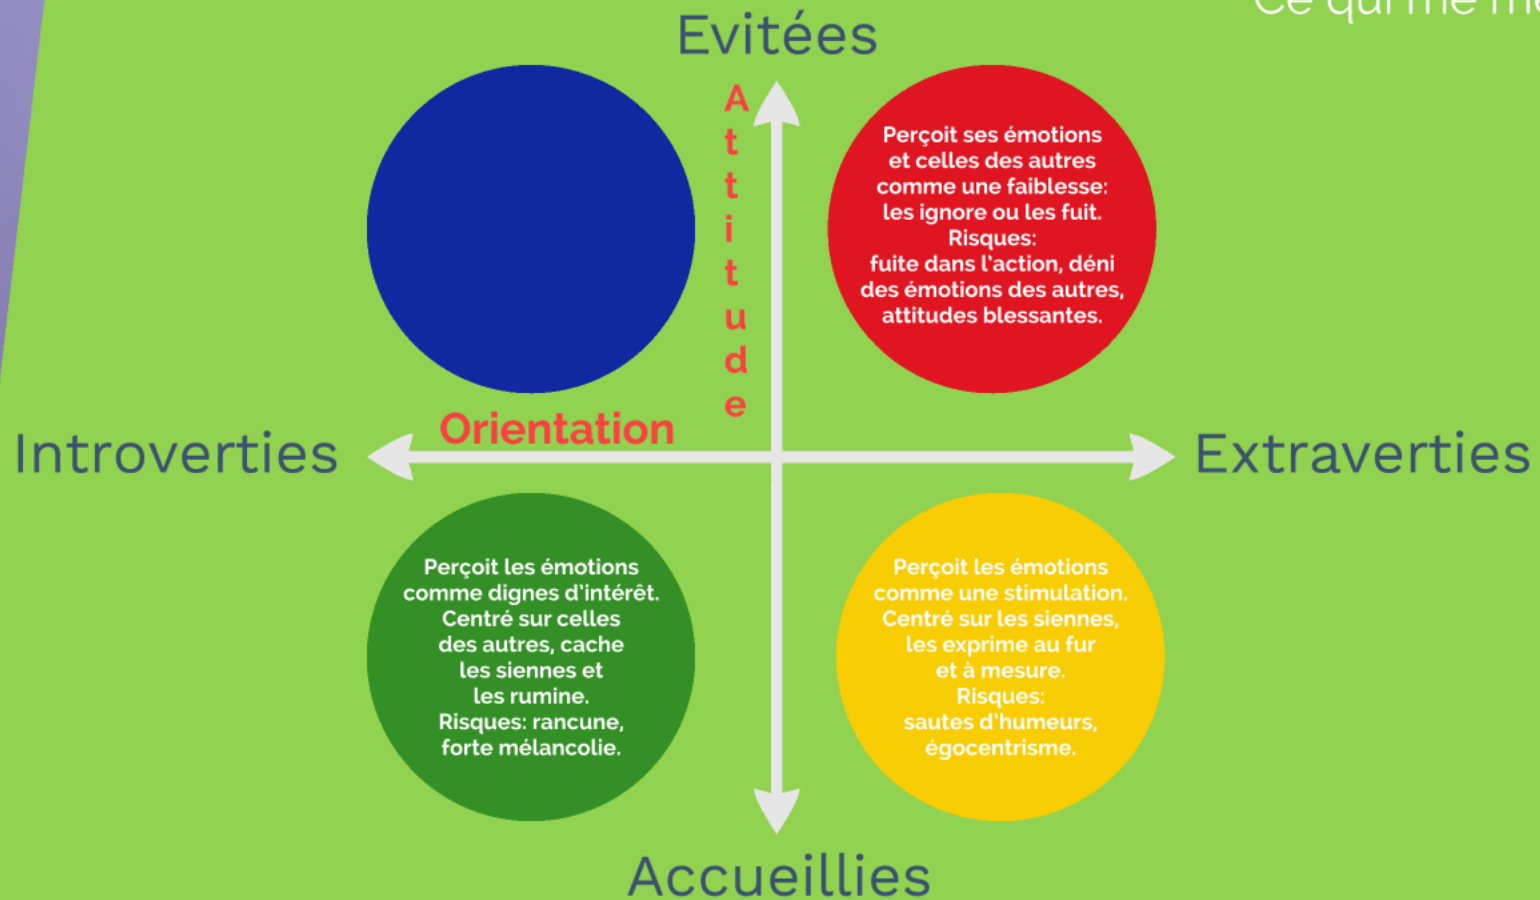 Ce qui me
Evitées
Attitude
Perçoit ses émotions
et celles des autres
comme une faiblesse:
les ignore ou les fuit.
Risques:
fuite dans l'action, déni
des émotions des autres,
attitudes blessantes.
Orientation
Introverties
Extraverties
Perçoit les émotions
comme dignes d'intérêt.
Centré sur celles
des autres, cache
les siennes et
les rumine.
Risques: rancune,
forte mélancolie.
Perçoit les émotions
comme une stimulation.
Centré sur les siennes,
les exprime au fur
et à mesure.
Risques:
sautes d'humeurs,
égocentrisme.
Accueillies